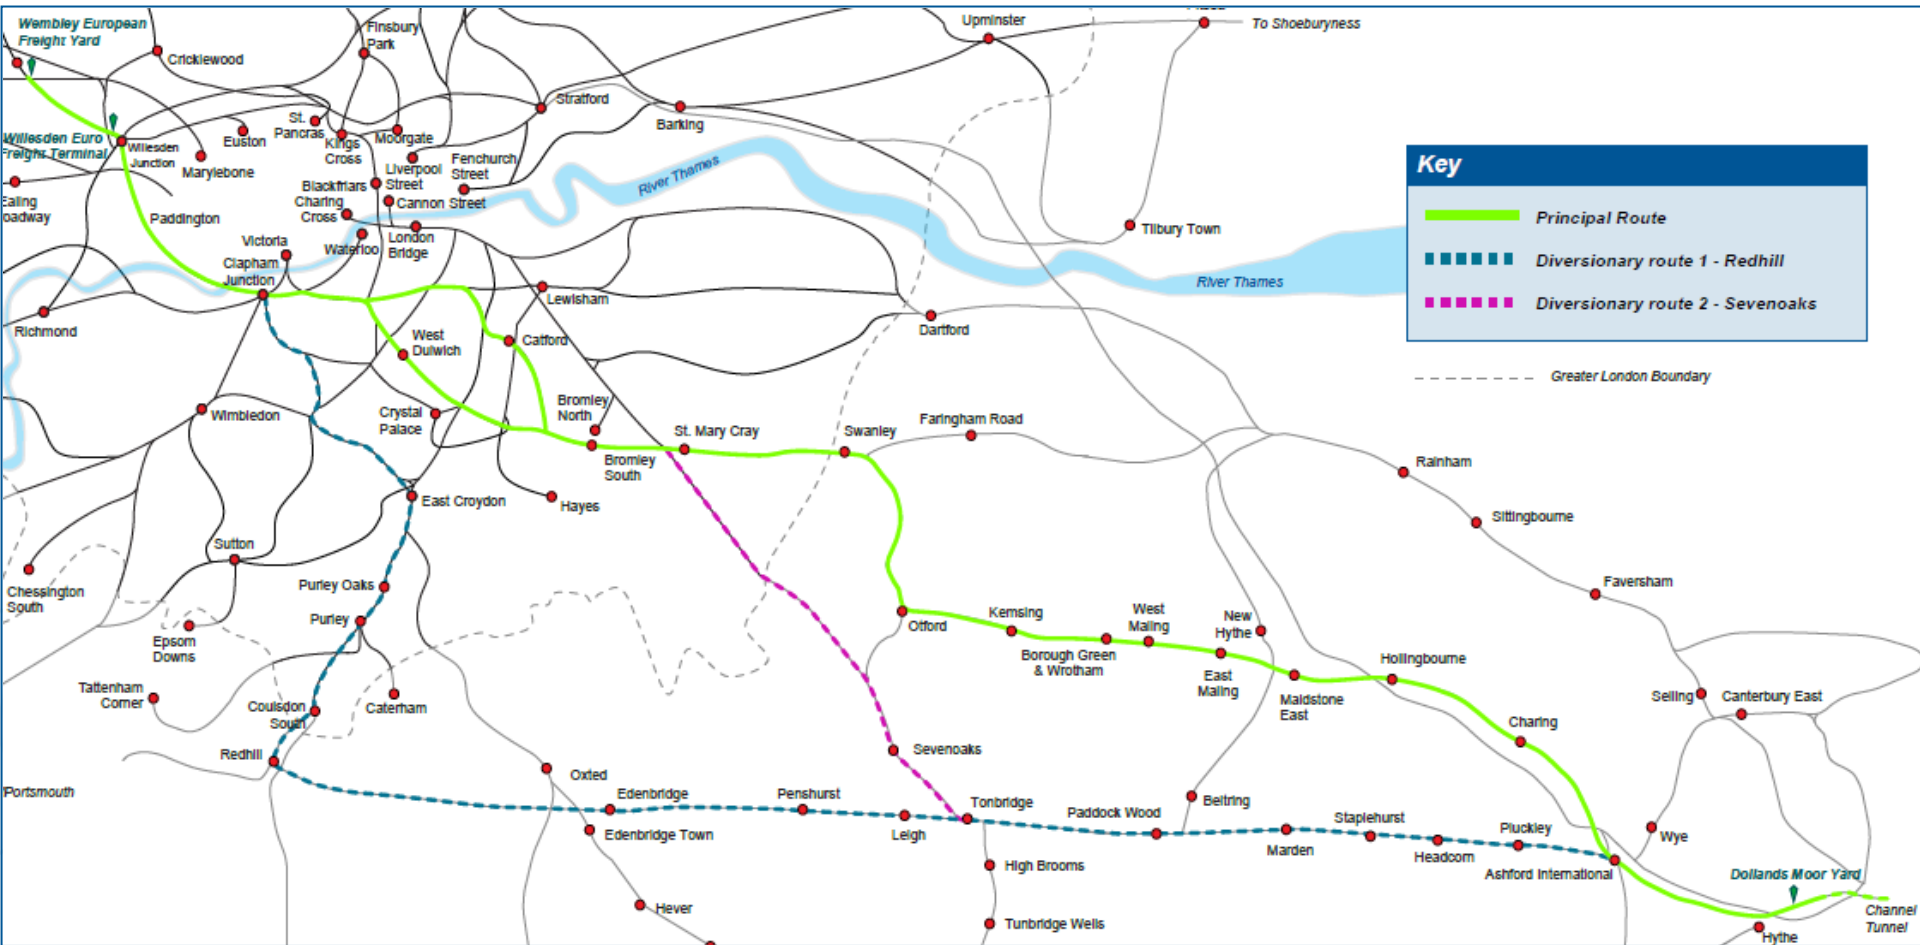 Wembley European
Freight Yard
Cricklewood
Finsbury
Park
Upminster
To Shoeburyness
Stratford
Barking
Willesden Euro
Freight Terminal
Willesden
Junction
Euston
St.
Pancras
Kings
Cross
Moorgate
Marylebone
Liverpool
Street
Fenchurch
Street
River Thames
Ealing
oadway
Paddington
Blackfriars
Charing
Cross
Cannon Street
Victoria
Waterloo
London
Bridge
Clapham
Junction
Tilbury Town
River Thames
Key
Principal Route
Diversionary route 1 - Redhill
Diversionary route 2 - Sevenoaks
Greater London Boundary
Richmond
Lewisham
Dartford
West
Dulwich
Catford
Wimbledon
Crystal
Palace
Bromley
North
St. Mary Cray
Swanley
Faringham Road
Bromley
South
Rainham
East Croydon
Hayes
Sittingbourne
Sutton
Chessington
South
Purley Oaks
Faversham
Purley
Epsom
Downs
Otford
Kemsing
West
Maling
New
Hythe
Borough Green
& Wrotham
East
Maling
Maidstone
East
Hollingbourne
Tattenham
Corner
Coulsdon
South
Caterham
Selling
Canterbury East
Charing
Redhill
Sevenoaks
Portsmouth
Oxted
Edenbridge
Penshurst
Tonbridge
Paddock Wood
Beltring
Edenbridge Town
Leigh
Marden
Staplehurst
Headcorn
Pluckley
Wye
Ashford International
High Brooms
Dollands Moor Yard
Hever
Tunbridge Wells
Channel
Tunnel
Hythe